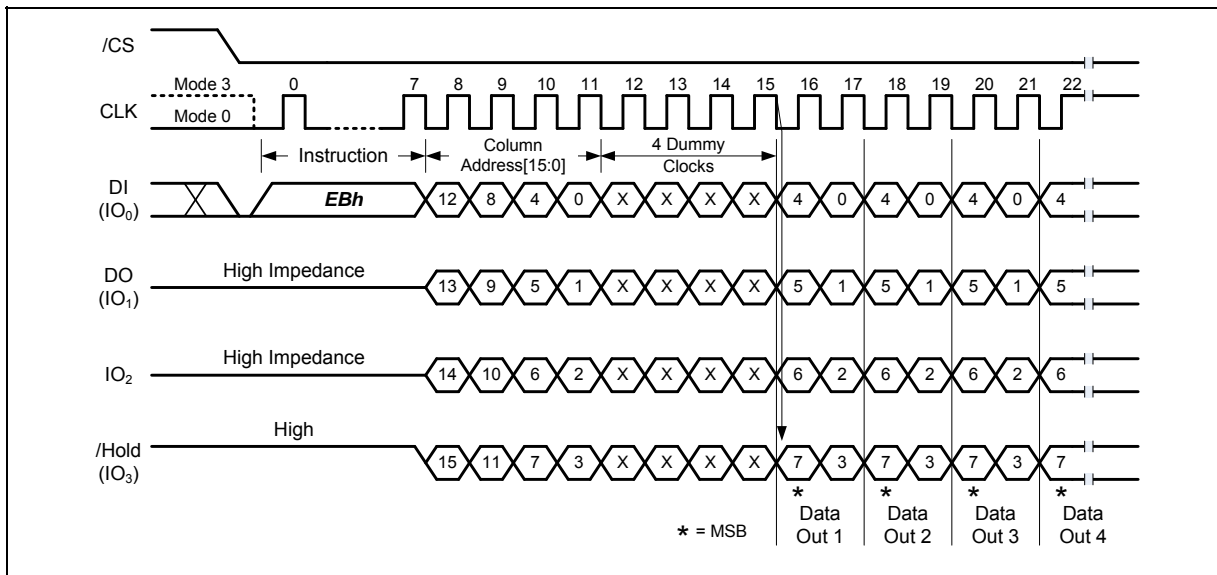 /CS
Mode 3
Mode 0
CLK
0 7 8 9 10 11 12 13 14 15 16 17 18 19 20 21 22
Instruction
Column
Address[15:0]
4 Dummy
Clocks
DI
(IO0)
EBh 12 8 4 0 X X X X 4 0 4 0 4 0 4
DO
(IO1)
High Impedance
13 9 5 1 X X X X 5 1 5 1 5 1 5
IO2
High Impedance
14 10 6 2 X X X X 6 2 6 2 6 2 6
/Hold
(IO3)
High
15 11 7 3 X X X X 7 3 7 3 7 3 7
* * * *
* = MSB
Data
Out 1
Data
Out 2
Data
Out 3
Data
Out 4